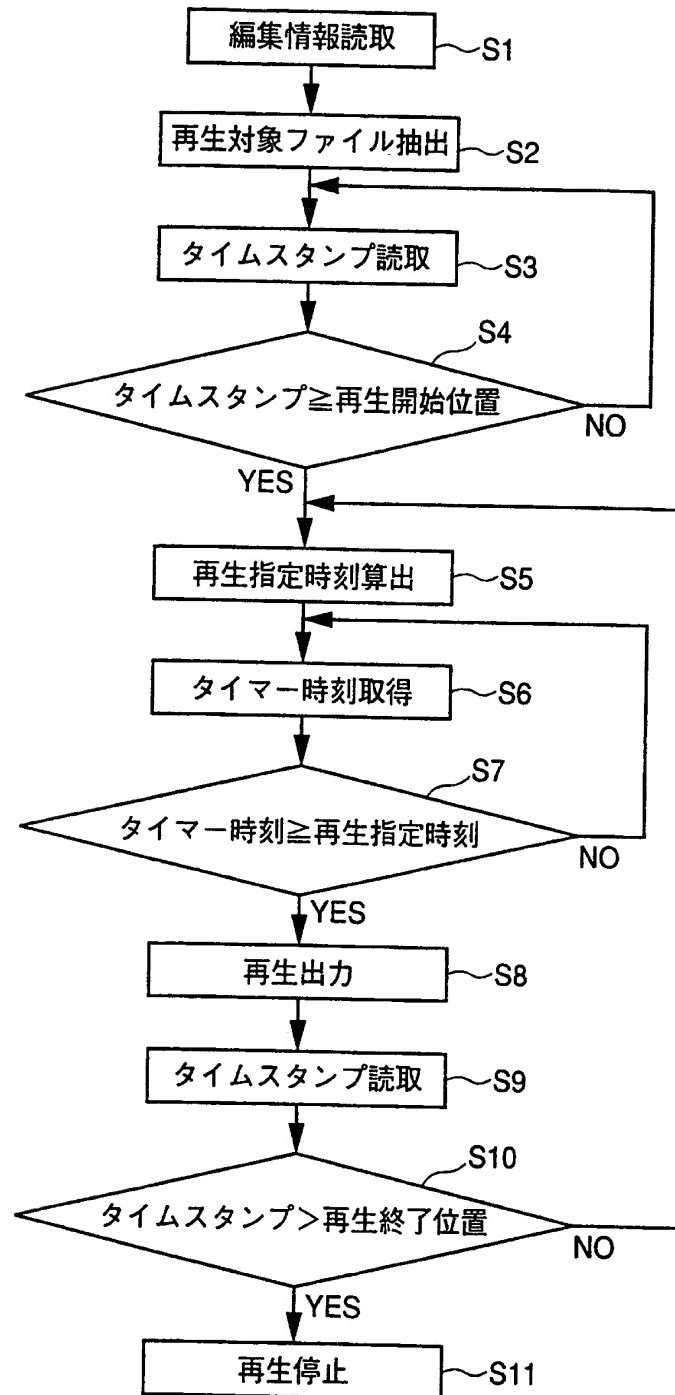 編集情報読取
S1
再生対象ファイル抽出
S2
タイムスタンプ読取
S3
S4
タイムスタンプ≧再生開始位置
NO
YES
再生指定時刻算出
S5
タイマー時刻取得
S6
S7
タイマー時刻≧再生指定時刻
NO
YES
再生出力
S8
タイムスタンプ読取
S9
S10
タイムスタンプ>再生終了位置
NO
YES
再生停止
S11